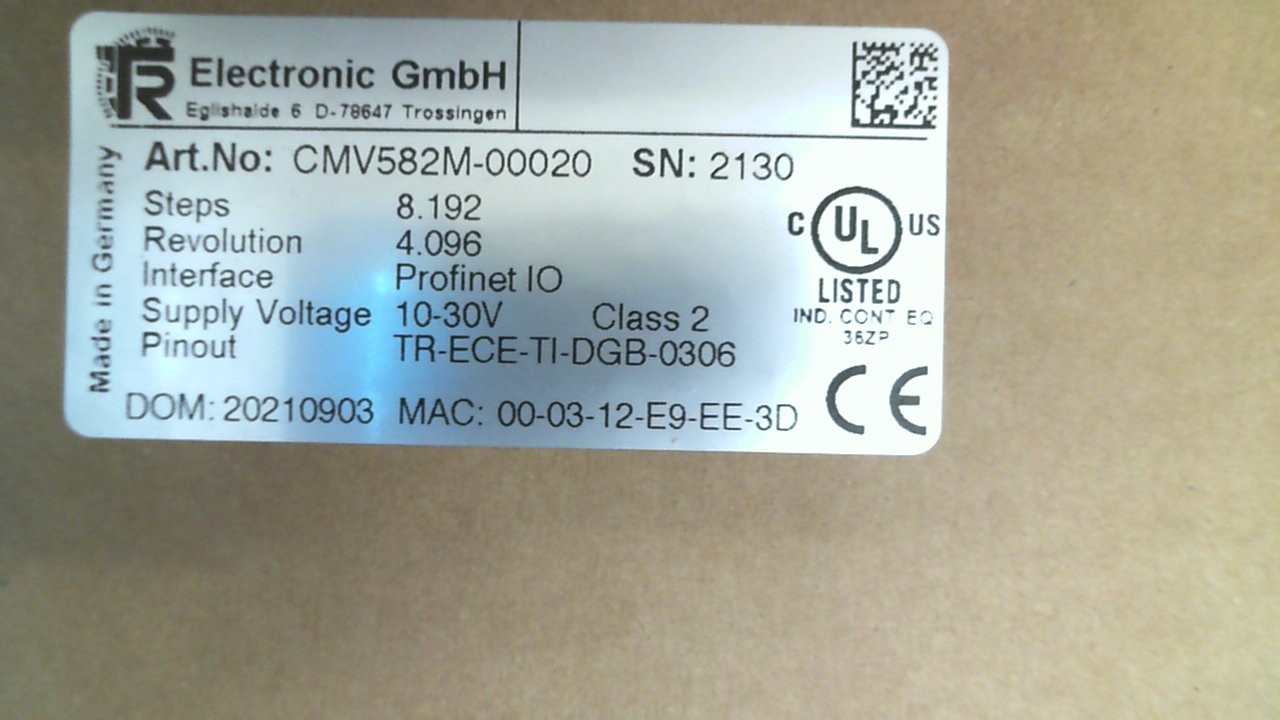 TR Electronic GmbH
Eglishalde 6 D-78647 Trossingen
Art.No: CMV582M-00020 SN: 2130
Steps 8.192
Revolution 4.096
Interface Profinet IO
Supply Voltage 10-30V Class 2
Pinout TR-ECE-TI-DGB-0306
DOM: 20210903 MAC: 00-03-12-E9-EE-3D
Made in Germany
C UL US
LISTED
IND. CONT EQ
36ZP
CE